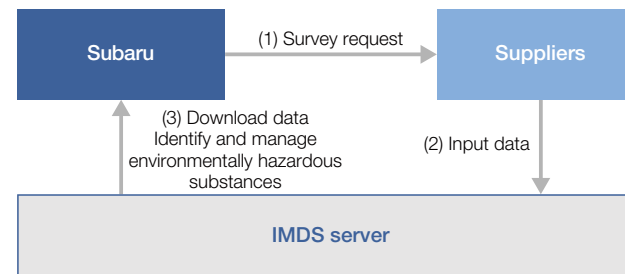 Subaru
(1) Survey request
Suppliers
(3) Download data
Identify and manage
environmentally hazardous
substances
(2) Input data
IMDS server